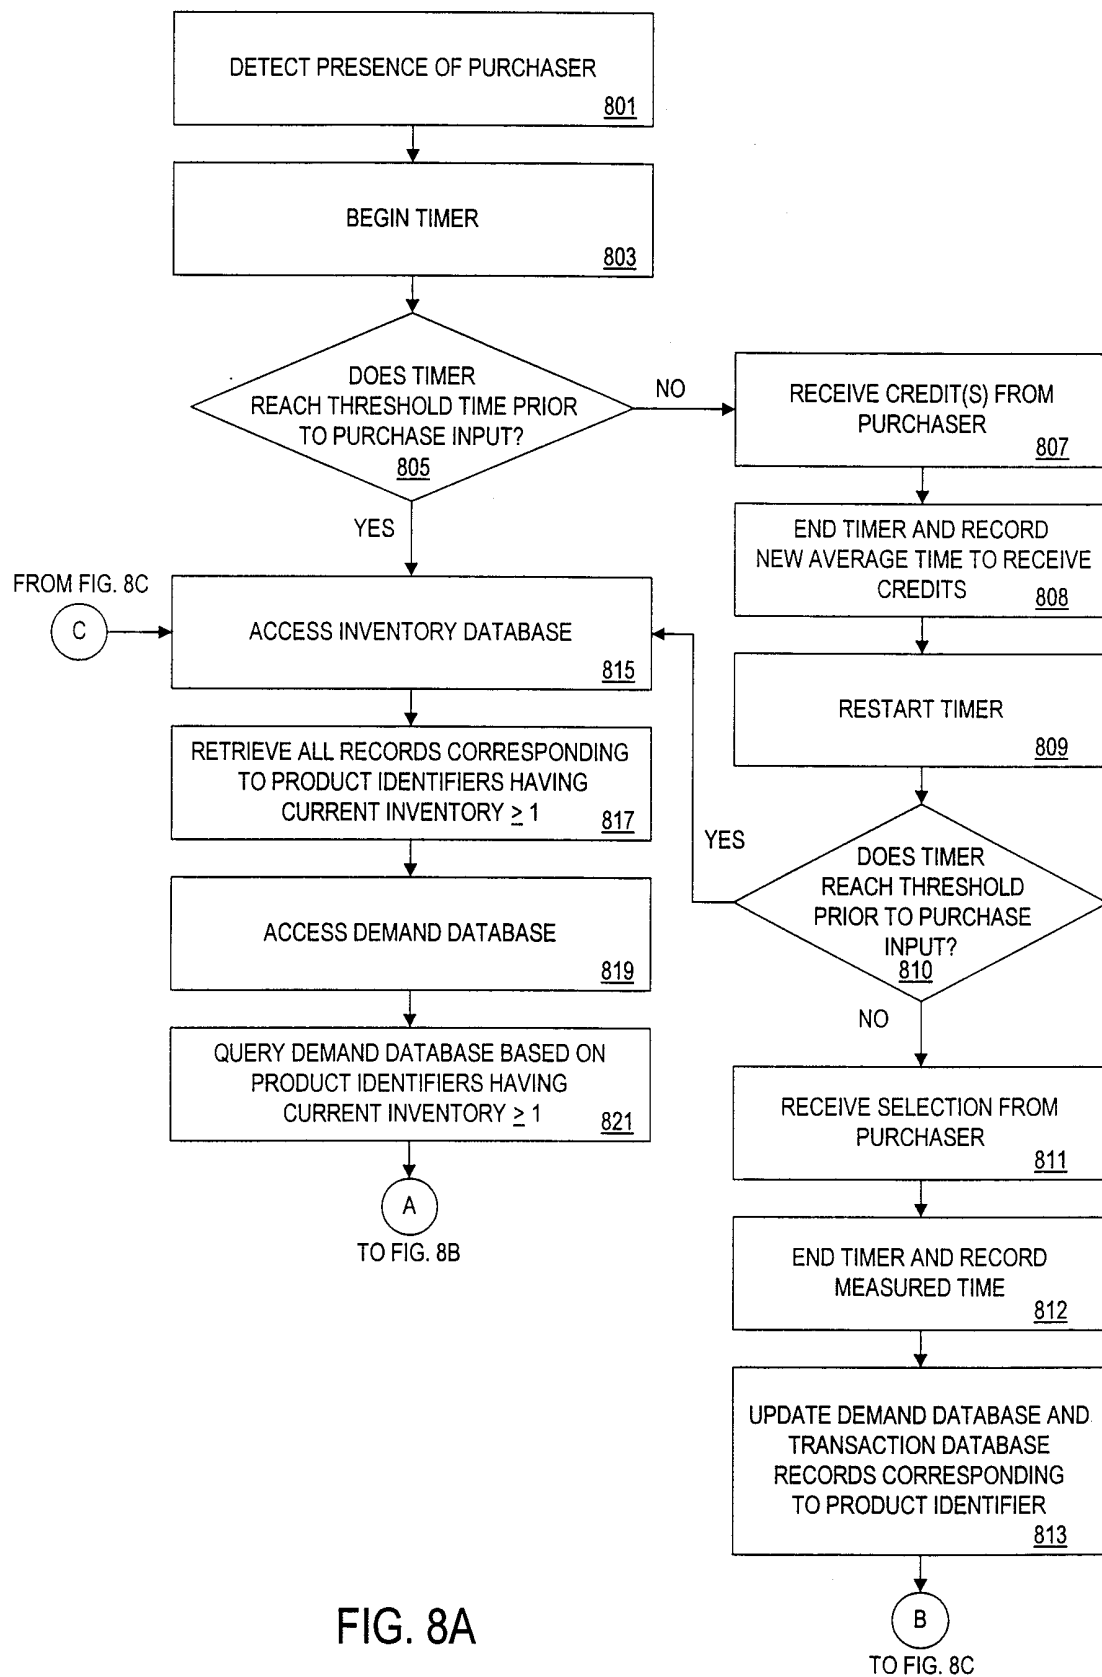 DETECT PRESENCE OF PURCHASER
801
BEGIN TIMER
803
DOES TIMER
REACH THRESHOLD TIME PRIOR
TO PURCHASE INPUT?
805
NO
YES
RECEIVE CREDIT(S) FROM
PURCHASER
807
END TIMER AND RECORD
NEW AVERAGE TIME TO RECEIVE
CREDITS
808
RESTART TIMER
809
DOES TIMER
REACH THRESHOLD
PRIOR TO PURCHASE
INPUT?
810
YES
NO
FROM FIG. 8C
C
ACCESS INVENTORY DATABASE
815
RETRIEVE ALL RECORDS CORRESPONDING
TO PRODUCT IDENTIFIERS HAVING
CURRENT INVENTORY ≥ 1
817
ACCESS DEMAND DATABASE
819
QUERY DEMAND DATABASE BASED ON
PRODUCT IDENTIFIERS HAVING
CURRENT INVENTORY ≥ 1
821
A
TO FIG. 8B
RECEIVE SELECTION FROM
PURCHASER
811
END TIMER AND RECORD
MEASURED TIME
812
UPDATE DEMAND DATABASE AND
TRANSACTION DATABASE
RECORDS CORRESPONDING
TO PRODUCT IDENTIFIER
813
B
TO FIG. 8C
FIG. 8A